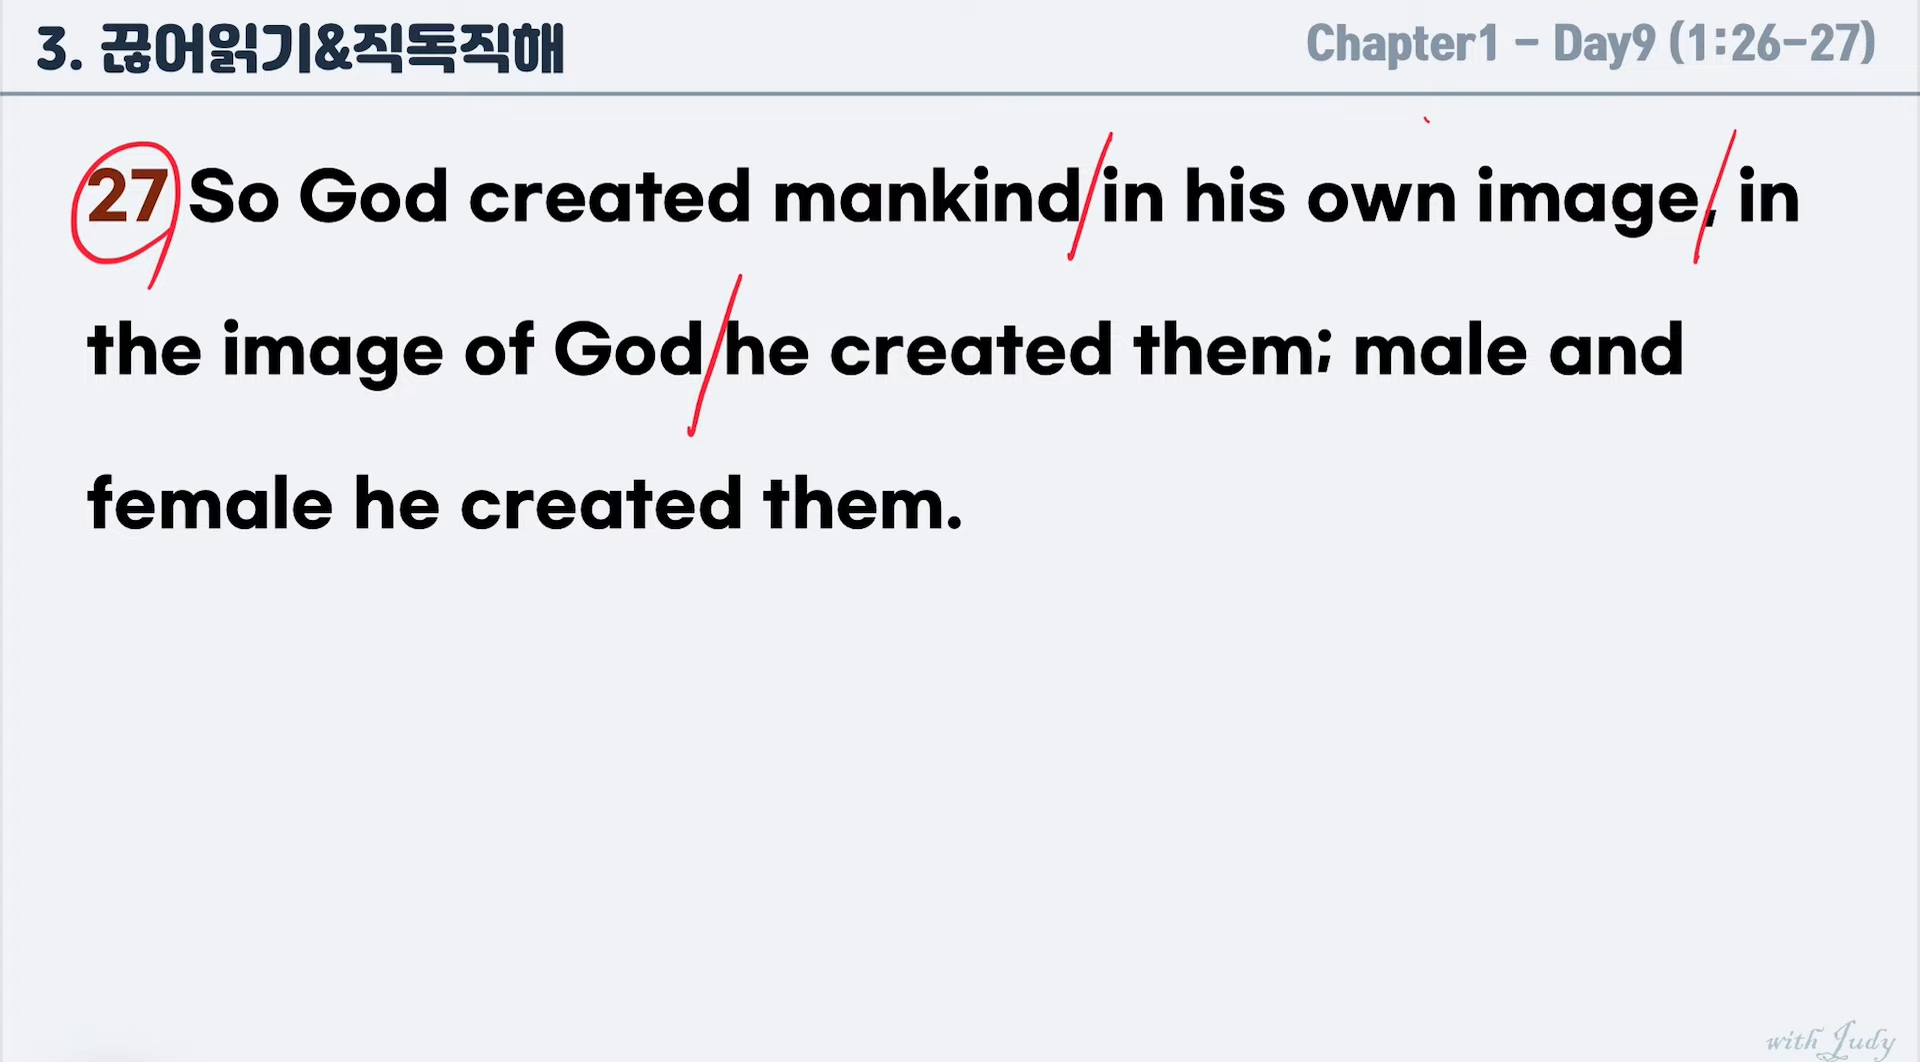 3. 끊어읽기&직독직해
Chapter1 - Day9 (1:26-27)
27 So God created mankind in his own image, in
the image of God he created them; male and
female he created them.
with Judy